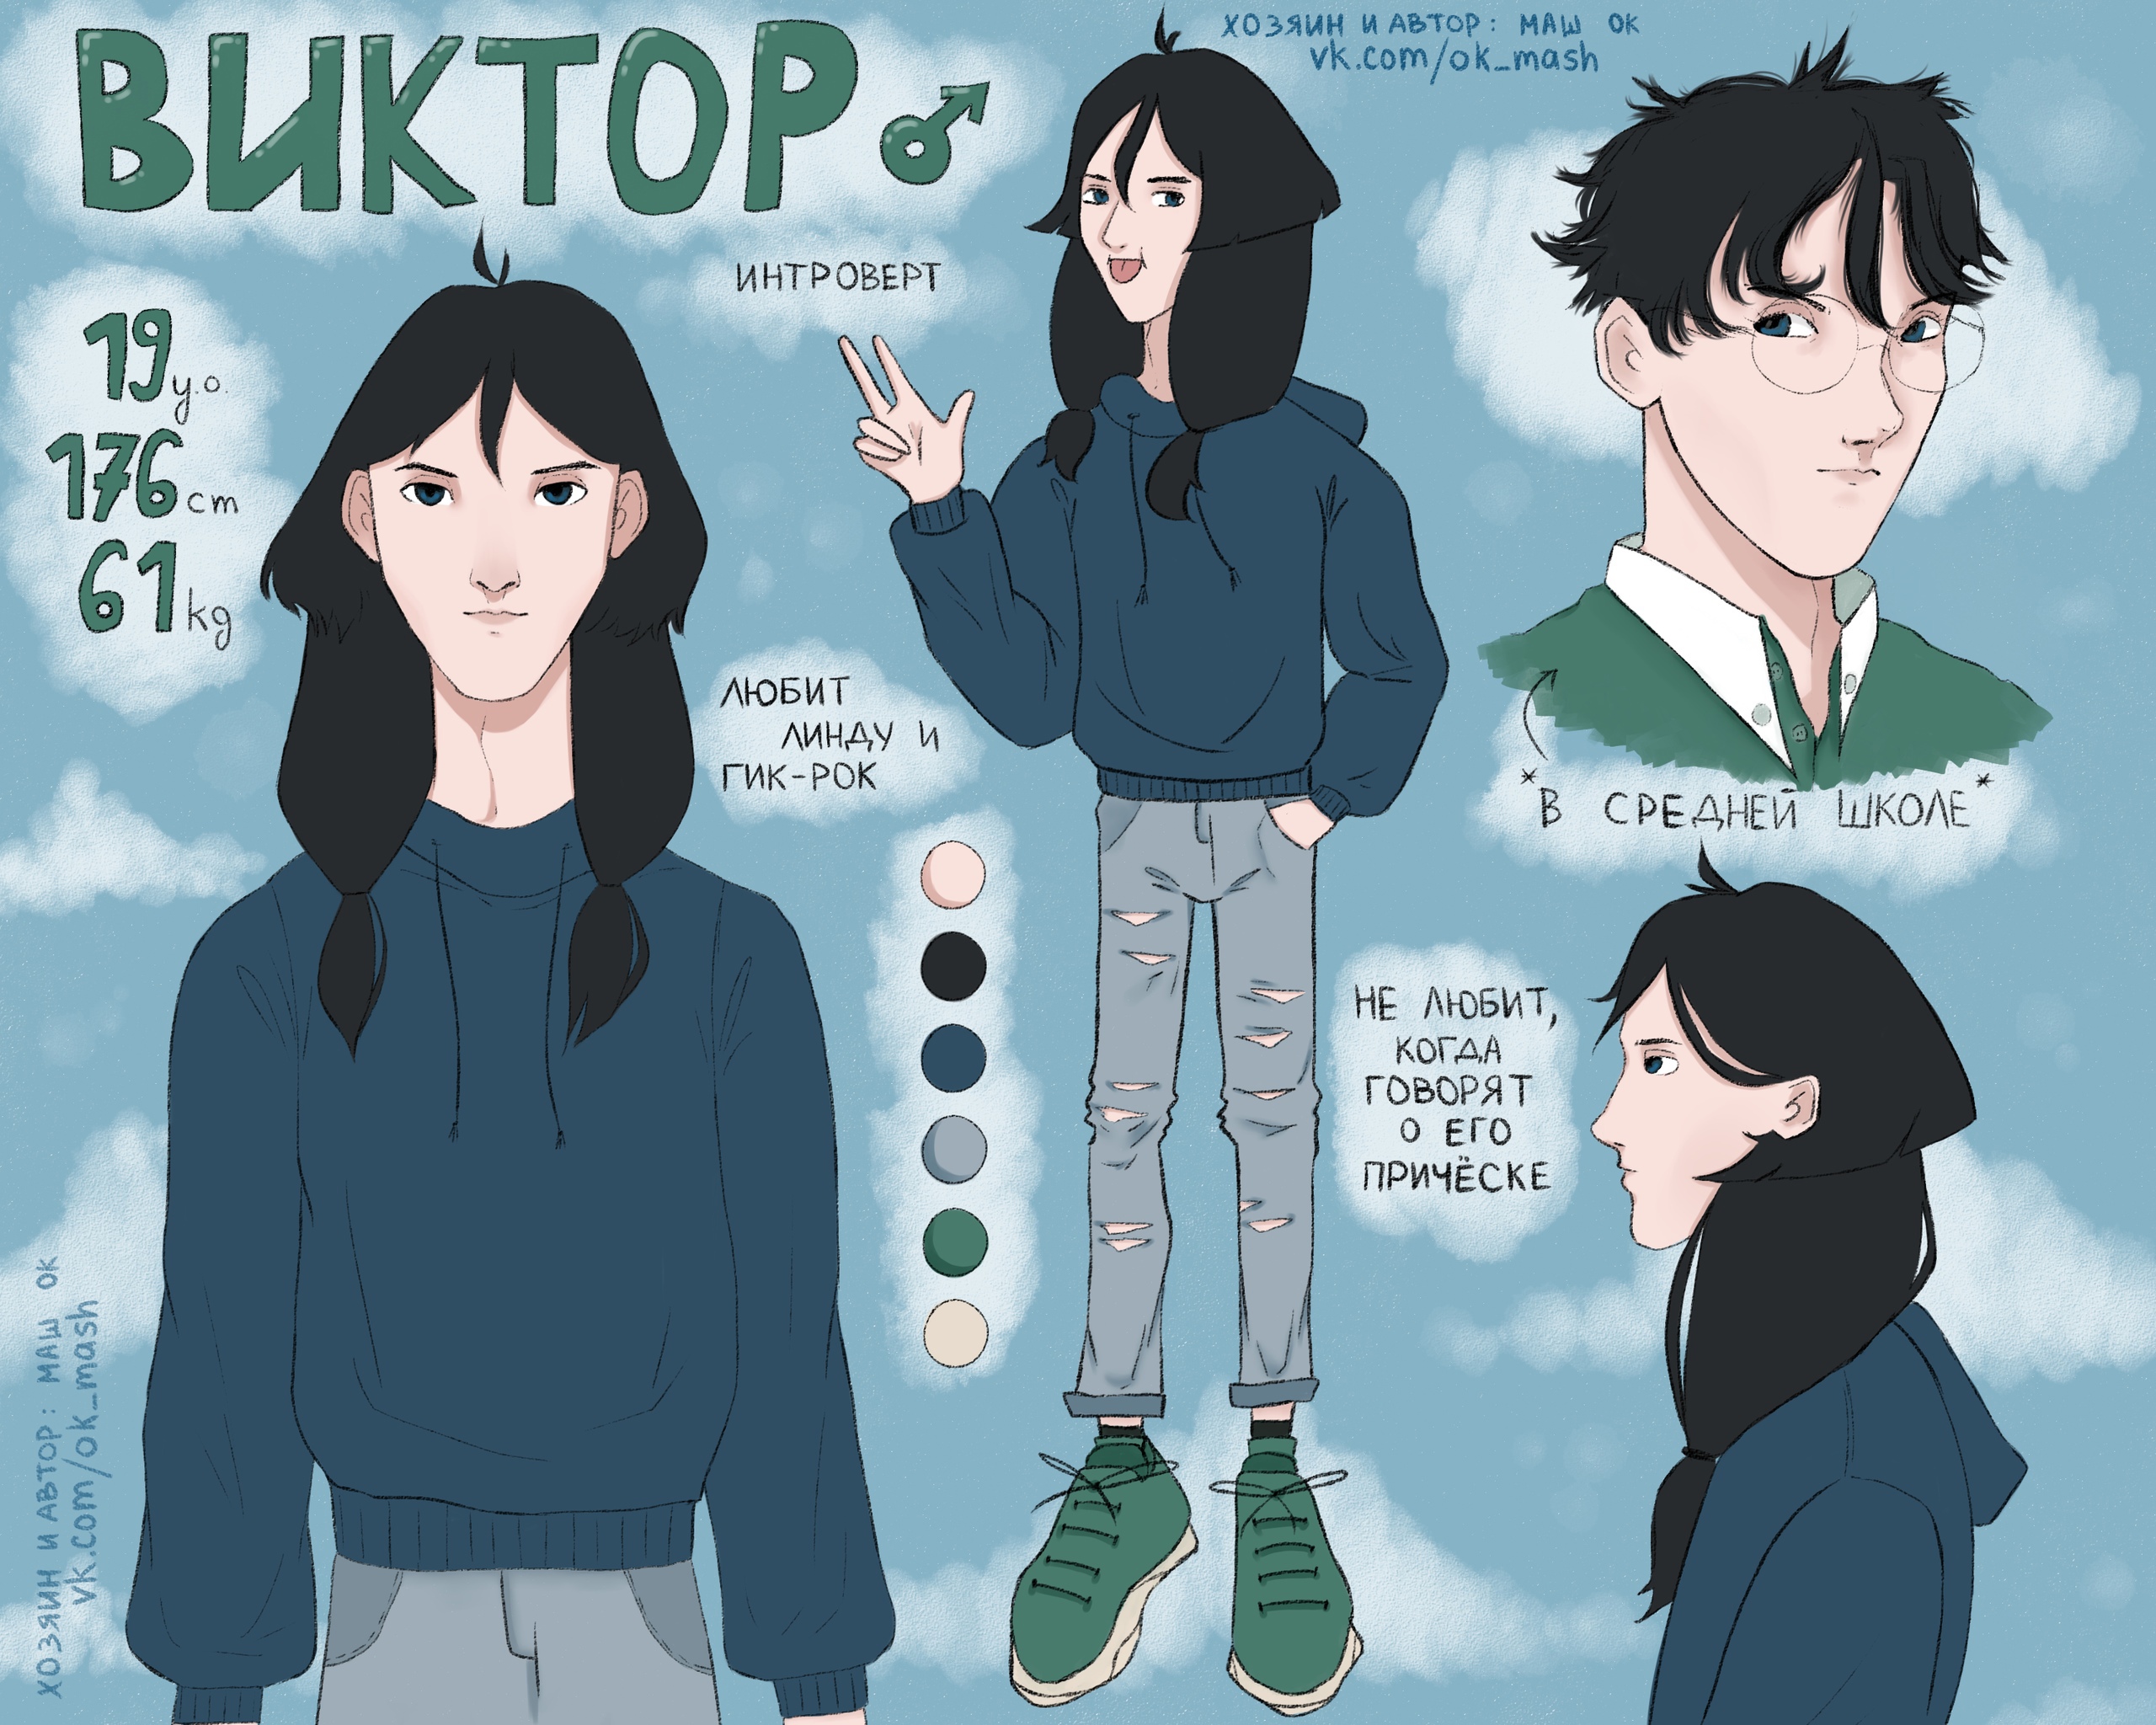 ВИКТОР ♂
ХОЗЯИН И АВТОР: МАШ ОК
vk.com/ok_mash
ИНТРОВЕРТ
19 y.o.
176 cm
61 kg
ЛЮБИТ
ЛИНДУ И
ГИК-РОК
*В СРЕДНЕЙ ШКОЛЕ*
НЕ ЛЮБИТ,
КОГДА
ГОВОРЯТ
О ЕГО
ПРИЧЁСКЕ
ХОЗЯИН И АВТОР: МАШ ОК
vk.com/ok_mash